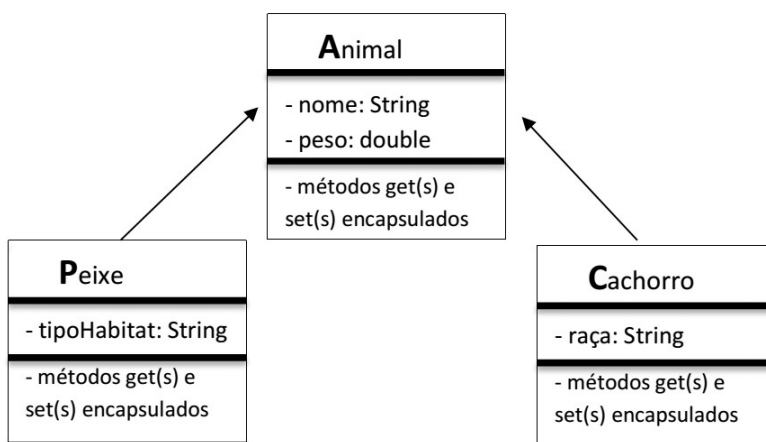 Animal
- nome: String
- peso: double
- métodos get(s) e
set(s) encapsulados
Peixe
- tipoHabitat: String
- métodos get(s) e
set(s) encapsulados
Cachorro
- raça: String
- métodos get(s) e
set(s) encapsulados